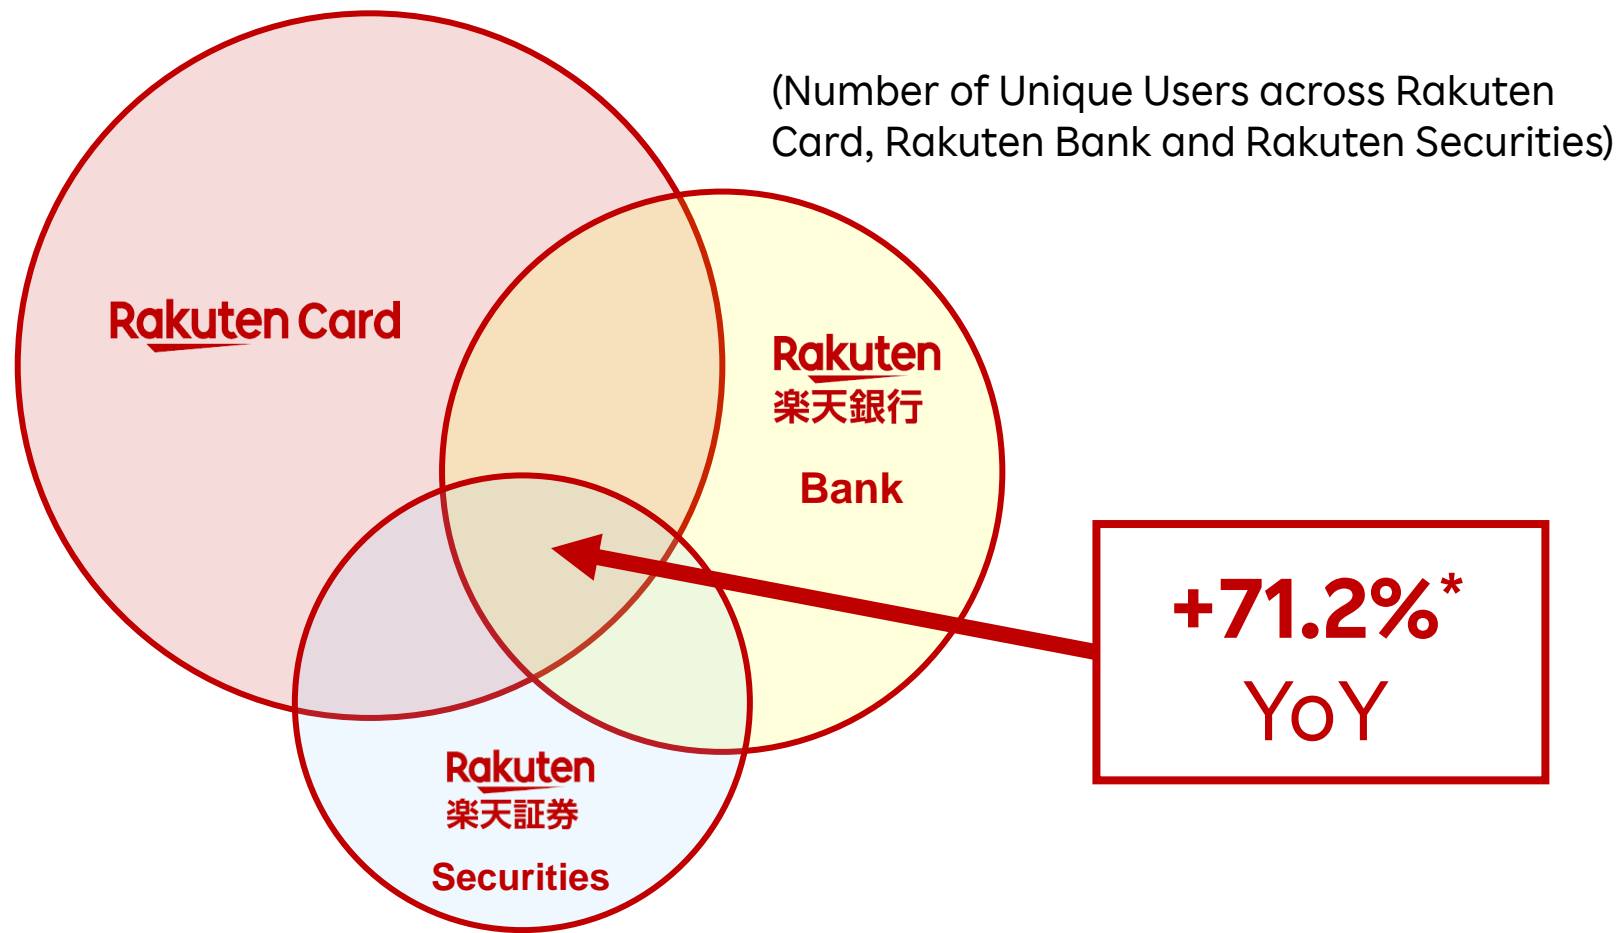 (Number of Unique Users across Rakuten
Card, Rakuten Bank and Rakuten Securities)
Rakuten Card
Rakuten
楽天銀行
Bank
+71.2%*
YoY
Rakuten
楽天証券
Securities